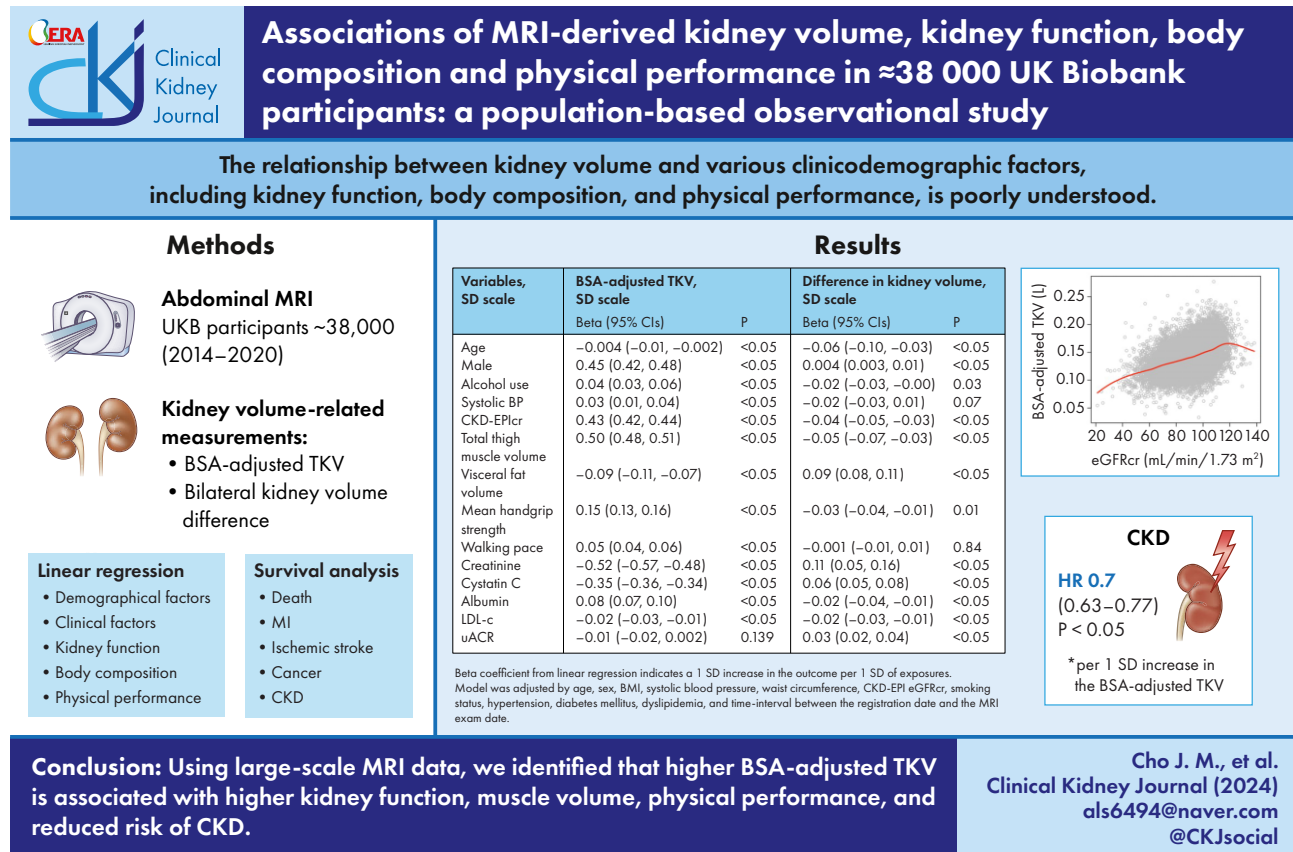 ERA
Clinical
Kidney
Journal
Associations of MRI-derived kidney volume, kidney function, body
composition and physical performance in ≈38 000 UK Biobank
participants: a population-based observational study
The relationship between kidney volume and various clinicodemographic factors,
including kidney function, body composition, and physical performance, is poorly understood.
Methods
Abdominal MRI
UKB participants ~38,000
(2014–2020)
Kidney volume-related
measurements:
• BSA-adjusted TKV
• Bilateral kidney volume
difference
Linear regression
• Demographical factors
• Clinical factors
• Kidney function
• Body composition
• Physical performance
Survival analysis
• Death
• MI
• Ischemic stroke
• Cancer
• CKD
Results
Variables, BSA-adjusted TKV, Difference in kidney volume,
SD scale SD scale SD scale
Beta (95% CIs) P Beta (95% CIs) P
Age −0.004 (−0.01, −0.002) <0.05 −0.06 (−0.10, −0.03) <0.05
Male 0.45 (0.42, 0.48) <0.05 0.004 (0.003, 0.01) <0.05
Alcohol use 0.04 (0.03, 0.06) <0.05 −0.02 (−0.03, −0.00) 0.03
Systolic BP 0.03 (0.01, 0.04) <0.05 −0.02 (−0.03, 0.01) 0.07
CKD-EPIcr 0.43 (0.42, 0.44) <0.05 −0.04 (−0.05, −0.03) <0.05
Total thigh 0.50 (0.48, 0.51) <0.05 −0.05 (−0.07, −0.03) <0.05
muscle volume
Visceral fat −0.09 (−0.11, −0.07) <0.05 0.09 (0.08, 0.11) <0.05
volume
Mean handgrip 0.15 (0.13, 0.16) <0.05 −0.03 (−0.04, −0.01) 0.01
strength
Walking pace 0.05 (0.04, 0.06) <0.05 −0.001 (−0.01, 0.01) 0.84
Creatinine −0.52 (−0.57, −0.48) <0.05 0.11 (0.05, 0.16) <0.05
Cystatin C −0.35 (−0.36, −0.34) <0.05 0.06 (0.05, 0.08) <0.05
Albumin 0.08 (0.07, 0.10) <0.05 −0.02 (−0.04, −0.01) <0.05
LDL-c −0.02 (−0.03, −0.01) <0.05 −0.02 (−0.03, −0.01) <0.05
uACR −0.01 (−0.02, 0.002) 0.139 0.03 (0.02, 0.04) <0.05
Beta coefficient from linear regression indicates a 1 SD increase in the outcome per 1 SD of exposures.
Model was adjusted by age, sex, BMI, systolic blood pressure, waist circumference, CKD-EPI eGFRcr, smoking
status, hypertension, diabetes mellitus, dyslipidemia, and time-interval between the registration date and the MRI
exam date.
BSA-adjusted TKV (L)
0.25
0.20
0.15
0.10
0.05
20 40 60 80 100 120 140
eGFRcr (mL/min/1.73 m²)
CKD
HR 0.7
(0.63–0.77)
P < 0.05
*per 1 SD increase in
the BSA-adjusted TKV
Conclusion: Using large-scale MRI data, we identified that higher BSA-adjusted TKV
is associated with higher kidney function, muscle volume, physical performance, and
reduced risk of CKD.
Cho J. M., et al.
Clinical Kidney Journal (2024)
als6494@naver.com
@CKJsocial